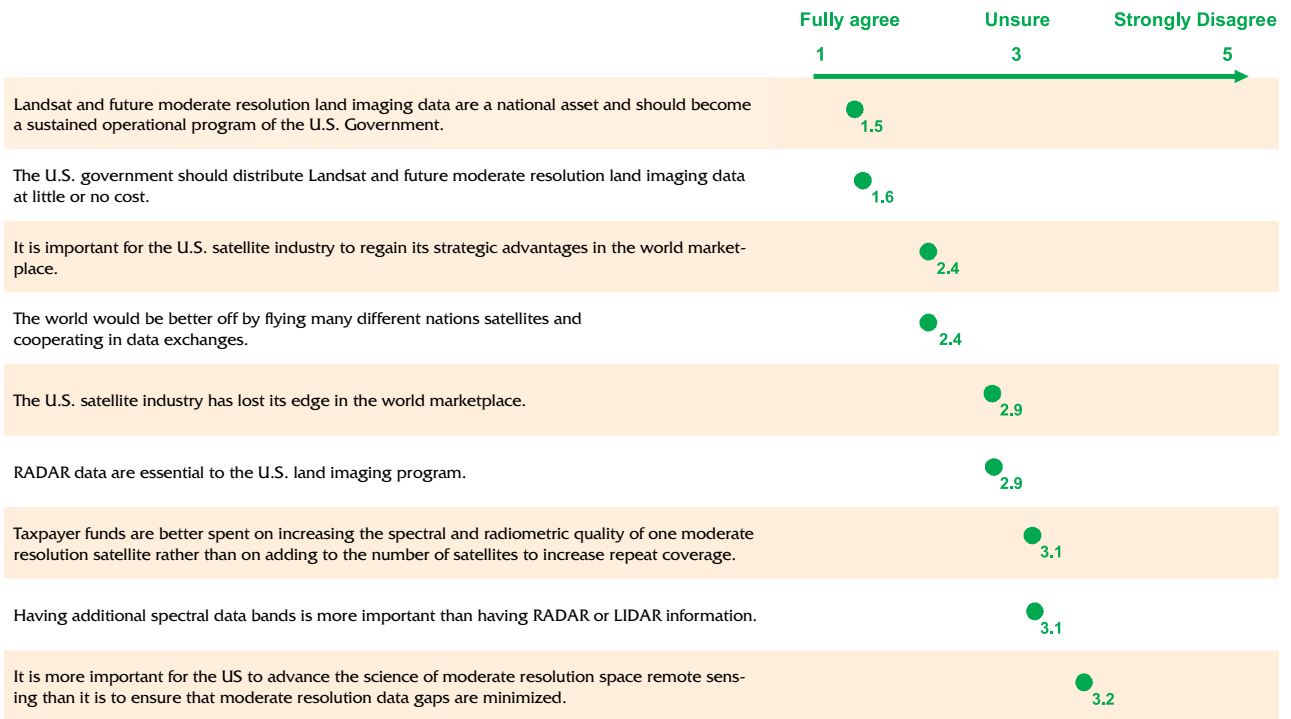 Fully agree Unsure Strongly Disagree
1 3 5
Landsat and future moderate resolution land imaging data are a national asset and should become
a sustained operational program of the U.S. Government.
1.5
The U.S. government should distribute Landsat and future moderate resolution land imaging data
at little or no cost.
1.6
It is important for the U.S. satellite industry to regain its strategic advantages in the world market-
place.
2.4
The world would be better off by flying many different nations satellites and
cooperating in data exchanges.
2.4
The U.S. satellite industry has lost its edge in the world marketplace.
2.9
RADAR data are essential to the U.S. land imaging program.
2.9
Taxpayer funds are better spent on increasing the spectral and radiometric quality of one moderate
resolution satellite rather than on adding to the number of satellites to increase repeat coverage.
3.1
Having additional spectral data bands is more important than having RADAR or LIDAR information.
3.1
It is more important for the US to advance the science of moderate resolution space remote sens-
ing than it is to ensure that moderate resolution data gaps are minimized.
3.2